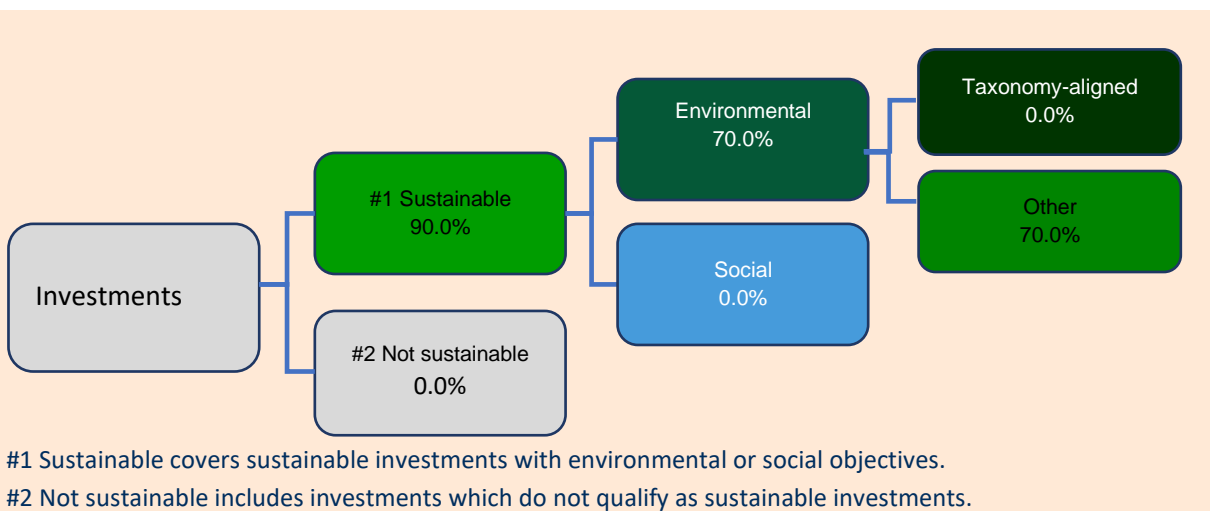 Investments
#1 Sustainable
90.0%
#2 Not sustainable
0.0%
Environmental
70.0%
Social
0.0%
Taxonomy-aligned
0.0%
Other
70.0%
#1 Sustainable covers sustainable investments with environmental or social objectives.
#2 Not sustainable includes investments which do not qualify as sustainable investments.